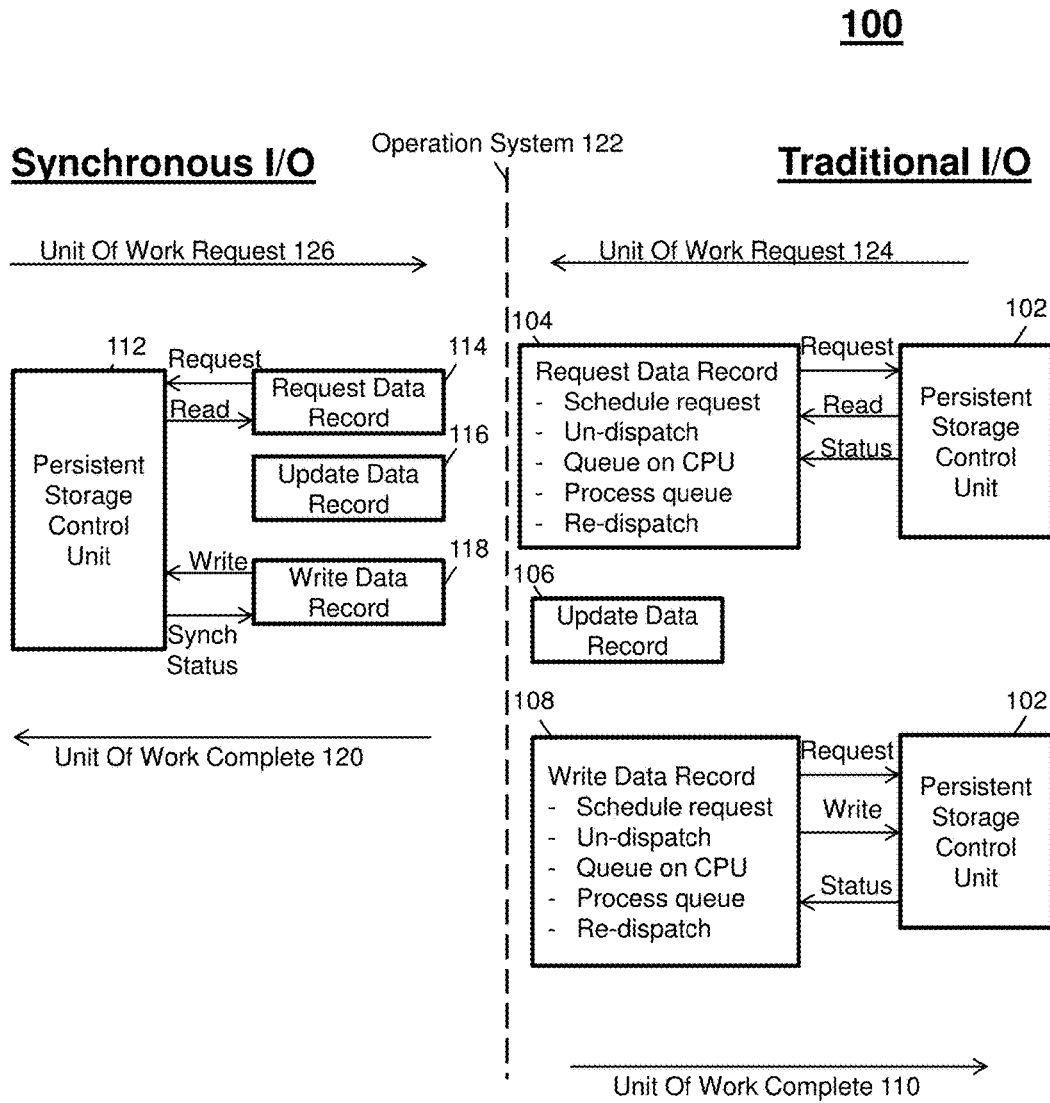 100
Operation System 122
Synchronous I/O
Traditional I/O
Unit Of Work Request 126
Unit Of Work Request 124
112
Persistent
Storage
Control
Unit
Request
Read
114
Request Data
Record
116
Update Data
Record
118
Write
Write Data
Record
Synch
Status
Unit Of Work Complete 120
104
Request Data Record
- Schedule request
- Un-dispatch
- Queue on CPU
- Process queue
- Re-dispatch
Request
Read
Status
102
Persistent
Storage
Control
Unit
106
Update Data
Record
108
Write Data Record
- Schedule request
- Un-dispatch
- Queue on CPU
- Process queue
- Re-dispatch
Request
Write
Status
102
Persistent
Storage
Control
Unit
Unit Of Work Complete 110